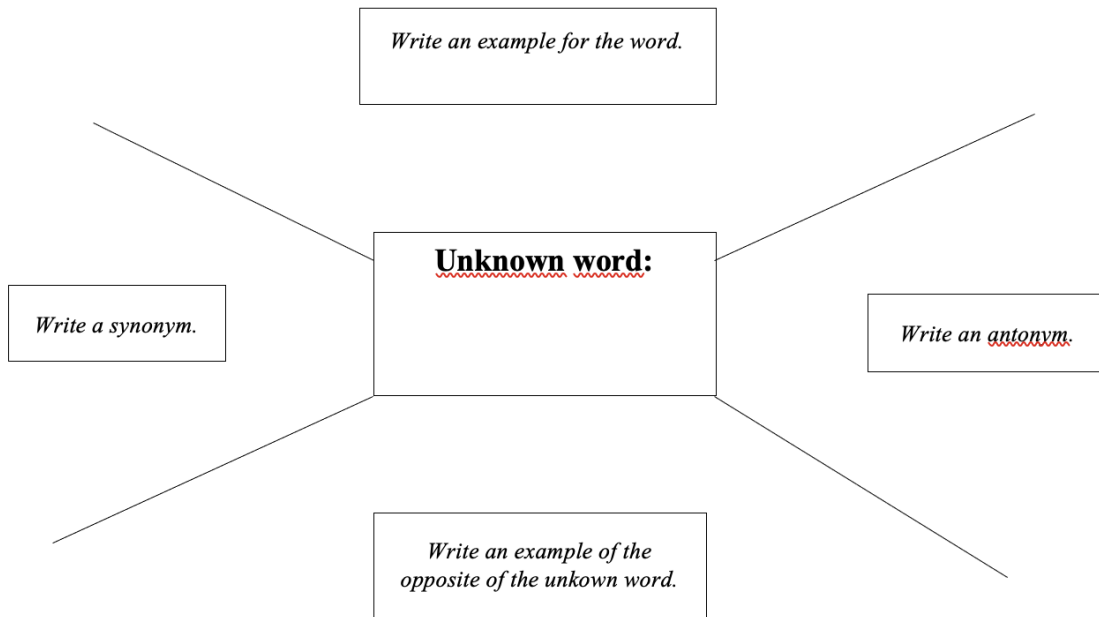 Write an example for the word.
Unknown word:
Write a synonym.
Write an antonym.
Write an example of the
opposite of the unkown word.